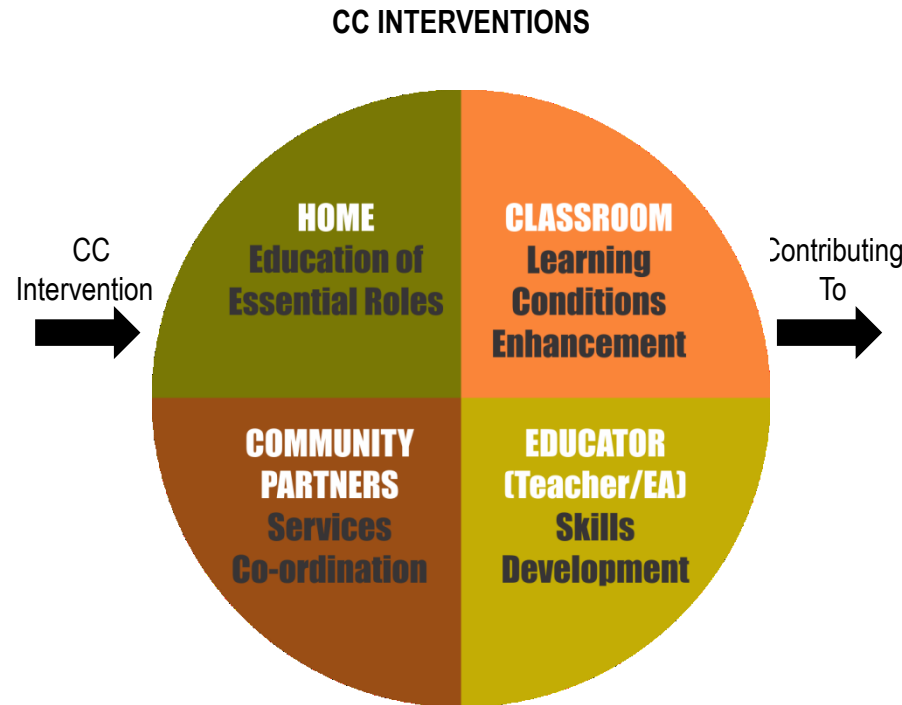 CC INTERVENTIONS
CC
Intervention
HOME
Education of
Essential Roles
CLASSROOM
Learning
Conditions
Enhancement
COMMUNITY
PARTNERS
Services
Co-ordination
EDUCATOR
(Teacher/EA)
Skills
Development
Contributing
To